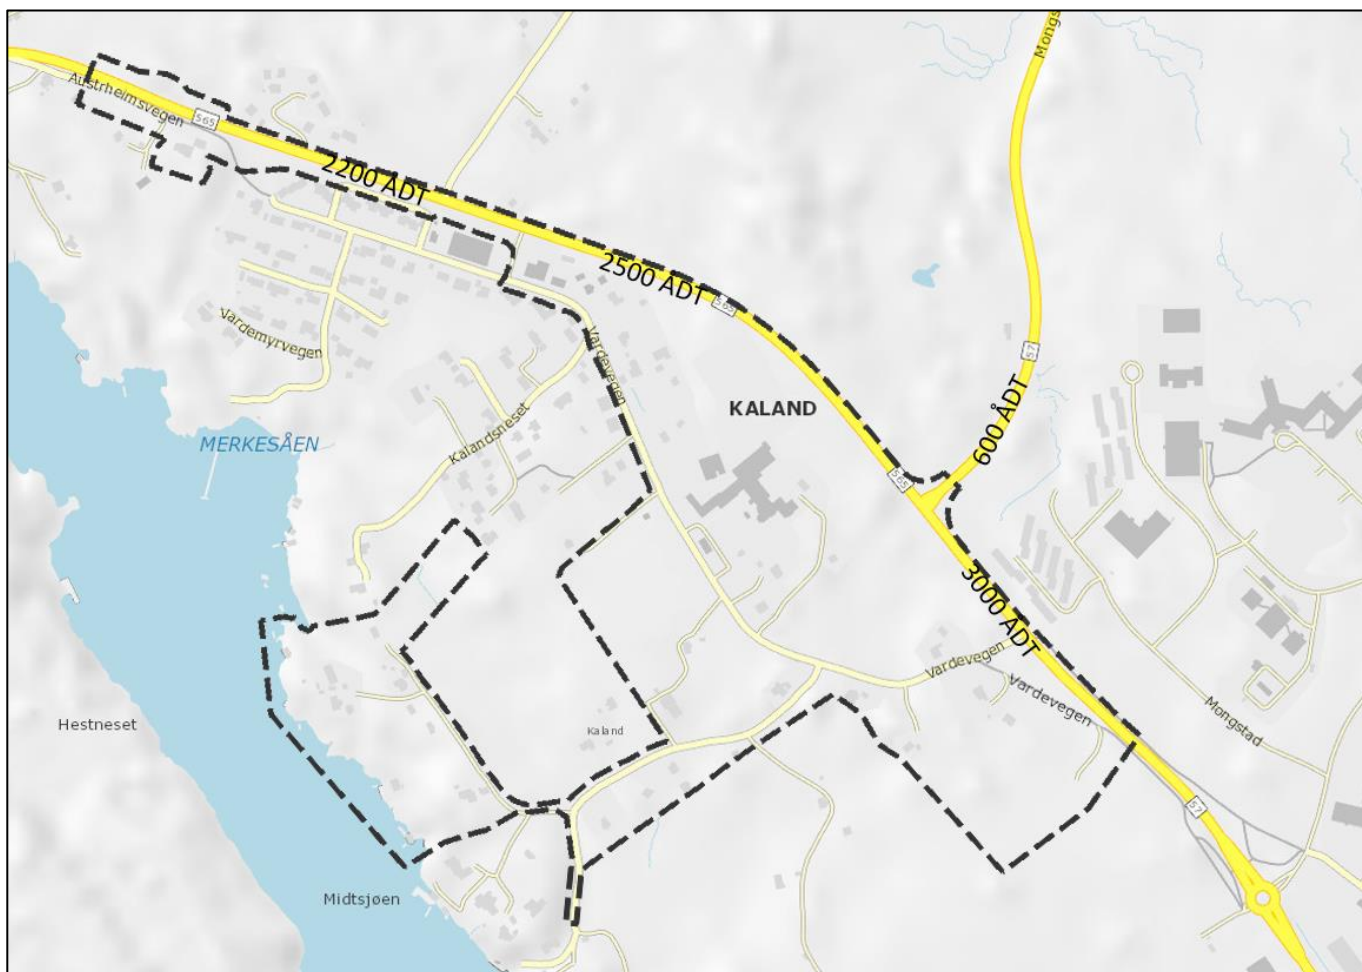 Mongs
Austrheimsvegen
565
2200 ÅDT
2500 ÅDT
565
Vardemyrvegen
Vardevegen
57
600 ÅDT
KALAND
Kalandsneset
MERKESÅEN
565
3000 ÅDT
Vardevegen
Vardevegen
Mongstad
Hestneset
Kaland
57
Midtsjøen